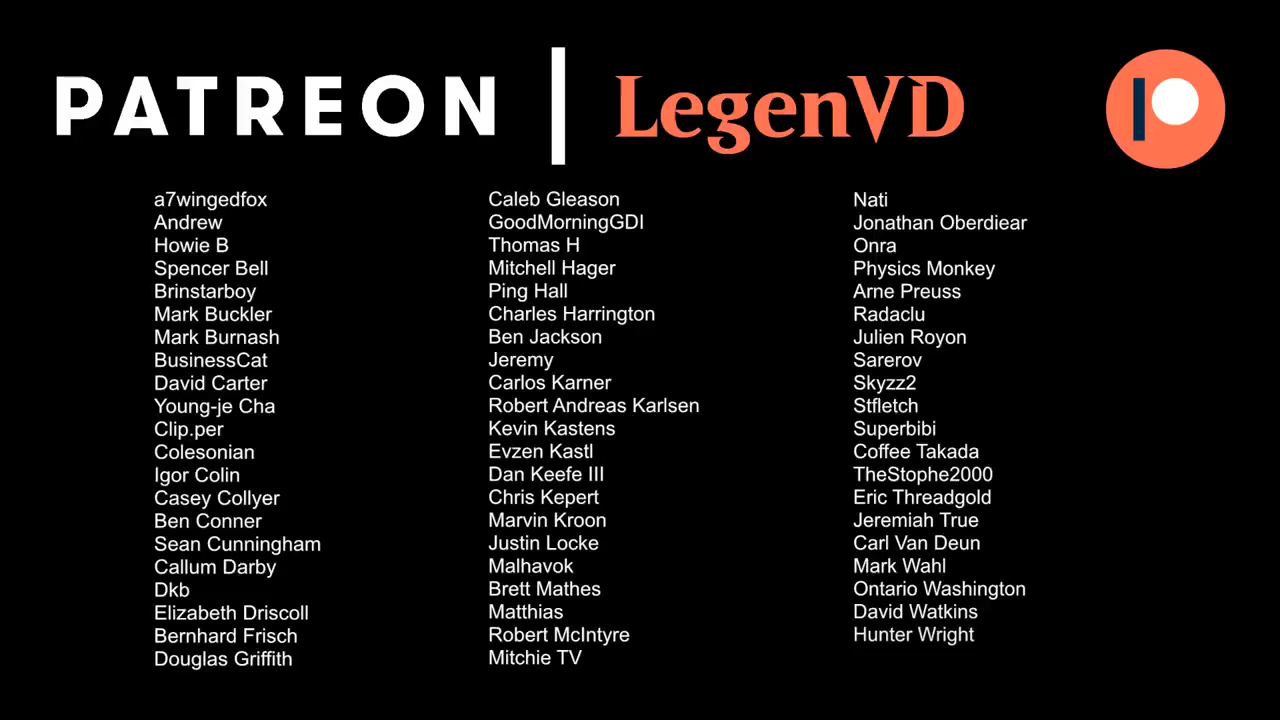 PATREON | LegenVD
a7wingedfox
Andrew
Howie B
Spencer Bell
Brinstarboy
Mark Buckler
Mark Burnash
BusinessCat
David Carter
Young-je Cha
Clip.per
Colesonian
Igor Colin
Casey Collyer
Ben Conner
Sean Cunningham
Callum Darby
Dkb
Elizabeth Driscoll
Bernhard Frisch
Douglas Griffith
Caleb Gleason
GoodMorningGDI
Thomas H
Mitchell Hager
Ping Hall
Charles Harrington
Ben Jackson
Jeremy
Carlos Karner
Robert Andreas Karlsen
Kevin Kastens
Evzen Kastl
Dan Keefe III
Chris Kepert
Marvin Kroon
Justin Locke
Malhavok
Brett Mathes
Matthias
Robert McIntyre
Mitchie TV
Nati
Jonathan Oberdiear
Onra
Physics Monkey
Arne Preuss
Radaclu
Julien Royon
Sarerov
Skyzz2
Stfletch
Superbibi
Coffee Takada
TheStophe2000
Eric Threadgold
Jeremiah True
Carl Van Deun
Mark Wahl
Ontario Washington
David Watkins
Hunter Wright